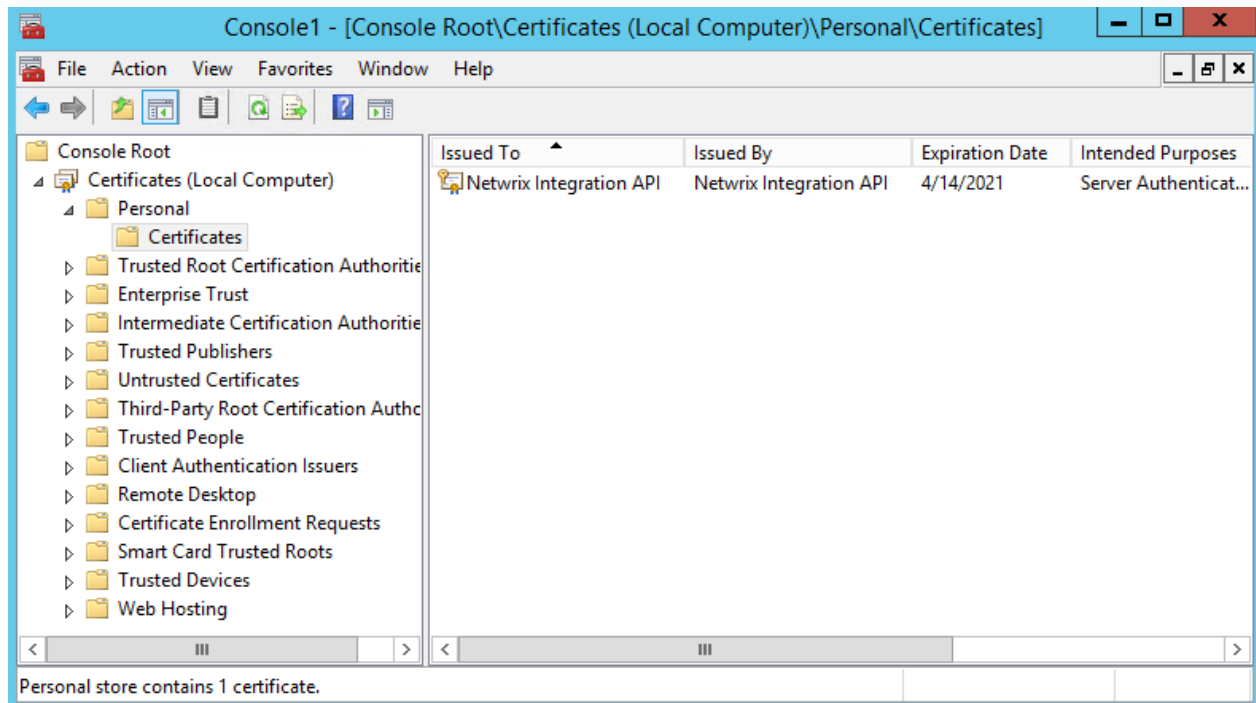 Console1 - [Console Root\Certificates (Local Computer)\Personal\Certificates]
File Action View Favorites Window Help
Console Root
Certificates (Local Computer)
Personal
Certificates
Trusted Root Certification Authoritie
Enterprise Trust
Intermediate Certification Authoritie
Trusted Publishers
Untrusted Certificates
Third-Party Root Certification Authc
Trusted People
Client Authentication Issuers
Remote Desktop
Certificate Enrollment Requests
Smart Card Trusted Roots
Trusted Devices
Web Hosting
Issued To Issued By Expiration Date Intended Purposes
Netwrix Integration API Netwrix Integration API 4/14/2021 Server Authenticat...
Personal store contains 1 certificate.